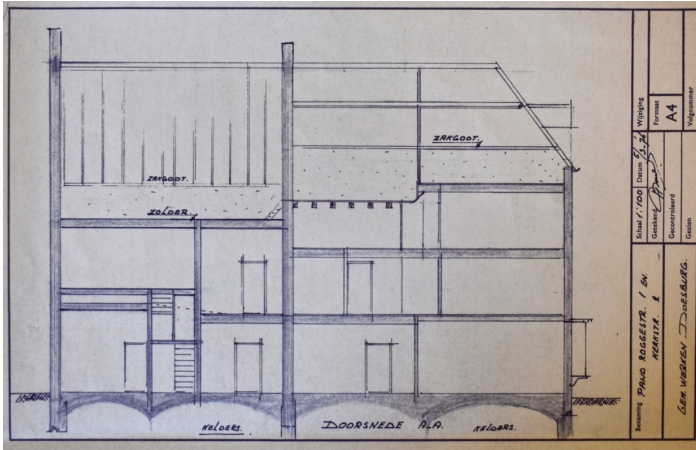 ZAKGOOT.
ZAKGOOT.
ZOLDER.
KELDERS.
DOORSNEDE A.A.
KELDERS.
Benaming PAND ROGGESTR. 1 EN.
KERKSTR. 2
GEM. WERKEN DOESBURG.
Schaal 1:100 Datum
Getekend
Gecontroleerd
Gezien
Wijziging
Formaat
A4
Volgnummer